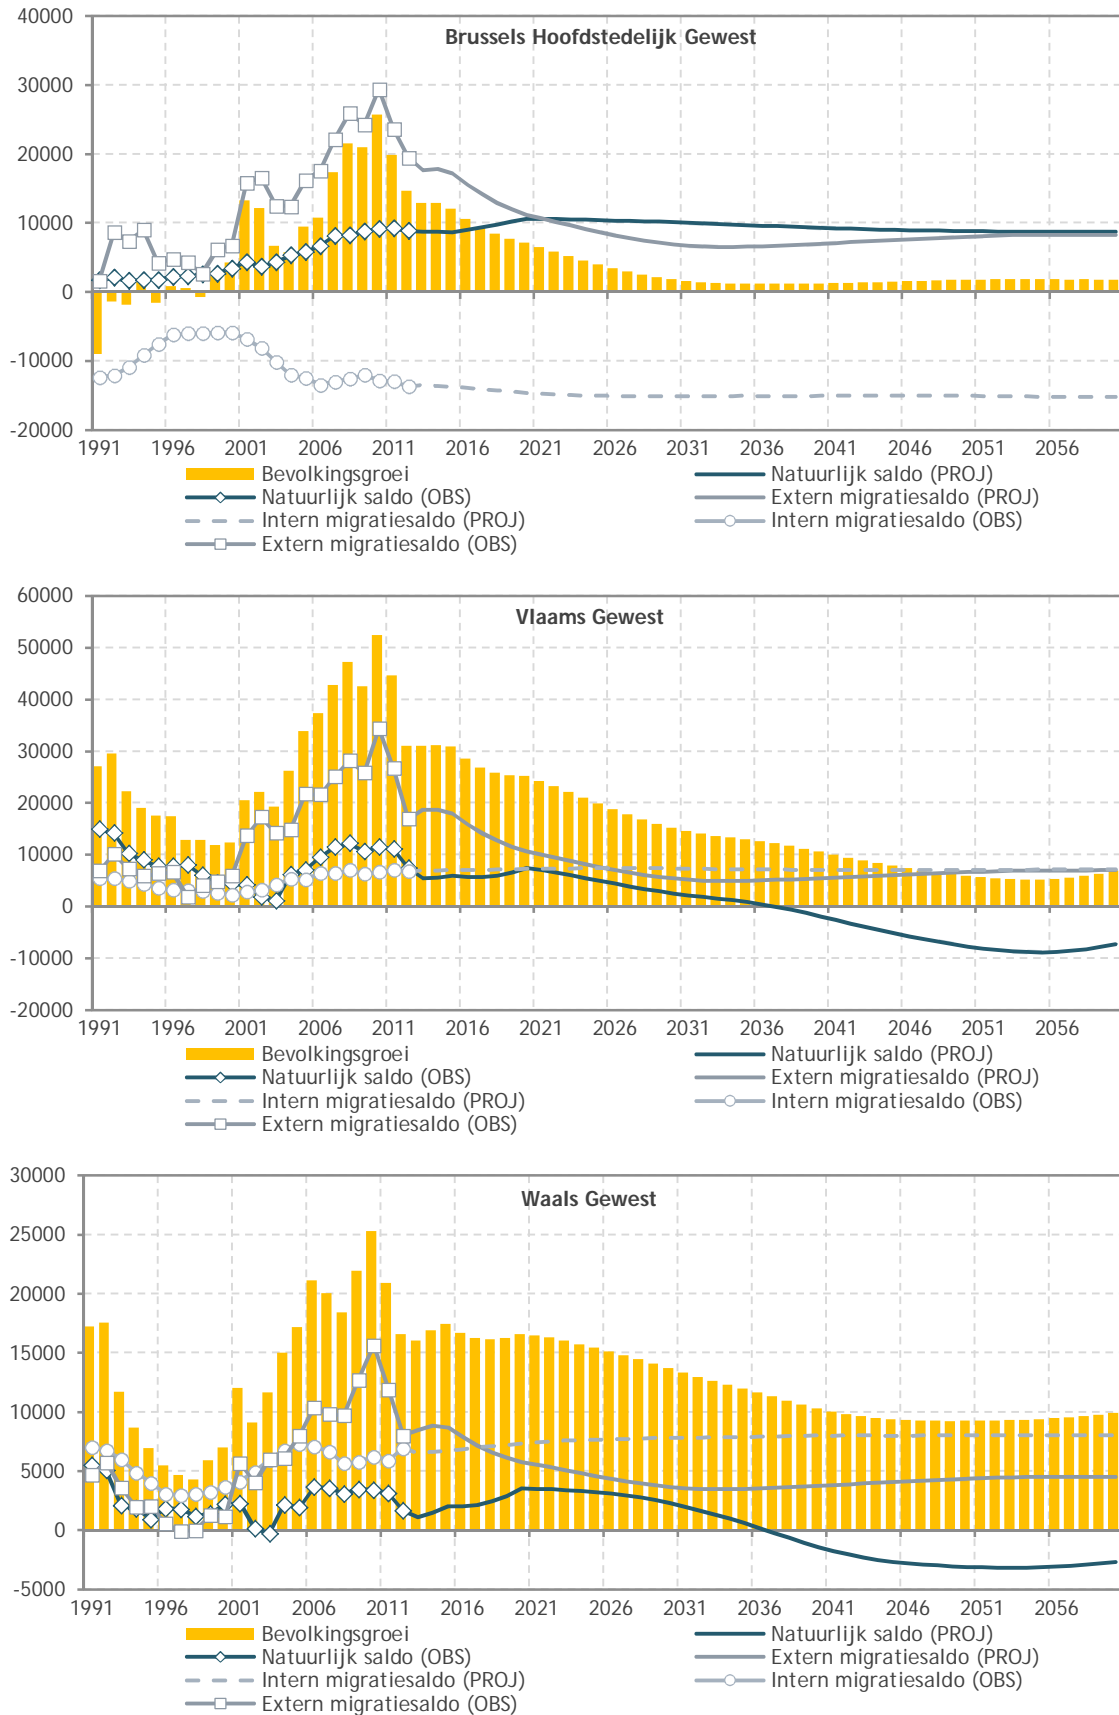 40000
Brussels Hoofdstedelijk Gewest
30000
20000
10000
0
-10000
-20000
1991 1996 2001 2006 2011 2016 2021 2026 2031 2036 2041 2046 2051 2056
Bevolkingsgroei Natuurlijk saldo (PROJ)
Natuurlijk saldo (OBS) Extern migratiesaldo (PROJ)
Intern migratiesaldo (PROJ) Intern migratiesaldo (OBS)
Extern migratiesaldo (OBS)
60000
Vlaams Gewest
50000
40000
30000
20000
10000
0
-10000
-20000
1991 1996 2001 2006 2011 2016 2021 2026 2031 2036 2041 2046 2051 2056
Bevolkingsgroei Natuurlijk saldo (PROJ)
Natuurlijk saldo (OBS) Extern migratiesaldo (PROJ)
Intern migratiesaldo (PROJ) Intern migratiesaldo (OBS)
Extern migratiesaldo (OBS)
30000
Waals Gewest
25000
20000
15000
10000
5000
0
-5000
1991 1996 2001 2006 2011 2016 2021 2026 2031 2036 2041 2046 2051 2056
Bevolkingsgroei Natuurlijk saldo (PROJ)
Natuurlijk saldo (OBS) Extern migratiesaldo (PROJ)
Intern migratiesaldo (PROJ) Intern migratiesaldo (OBS)
Extern migratiesaldo (OBS)